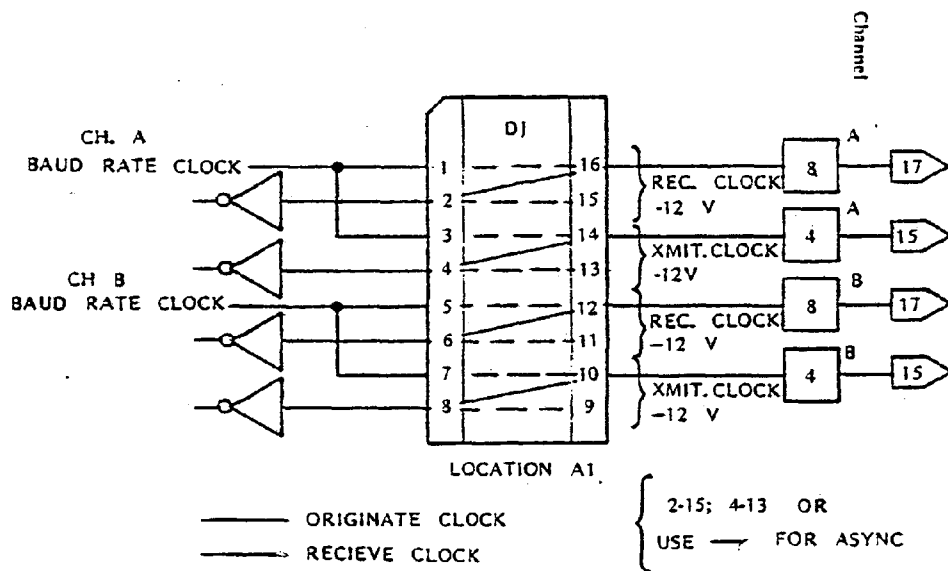 Channel
DJ
CH. A
BAUD RATE CLOCK
1 16
2 15
3 14
4 13
CH B
BAUD RATE CLOCK
5 12
6 11
7 10
8 9
REC. CLOCK
-12 V
XMIT. CLOCK
-12V
REC. CLOCK
-12 V
XMIT. CLOCK
-12 V
8 A 17
4 A 15
8 B 17
4 B 15
LOCATION A1
ORIGINATE CLOCK
RECIEVE CLOCK
2-15; 4-13 OR
USE — FOR ASYNC